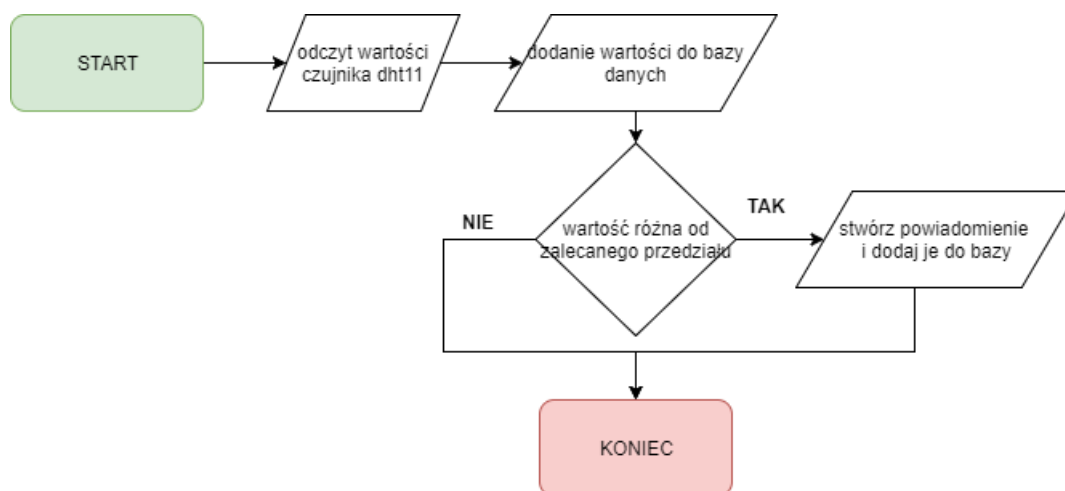 START
odczyt wartości
czujnika dht11
dodanie wartości do bazy
danych
NIE
TAK
wartość różna od
zalecanego przedziału
stwórz powiadomienie
i dodaj je do bazy
KONIEC